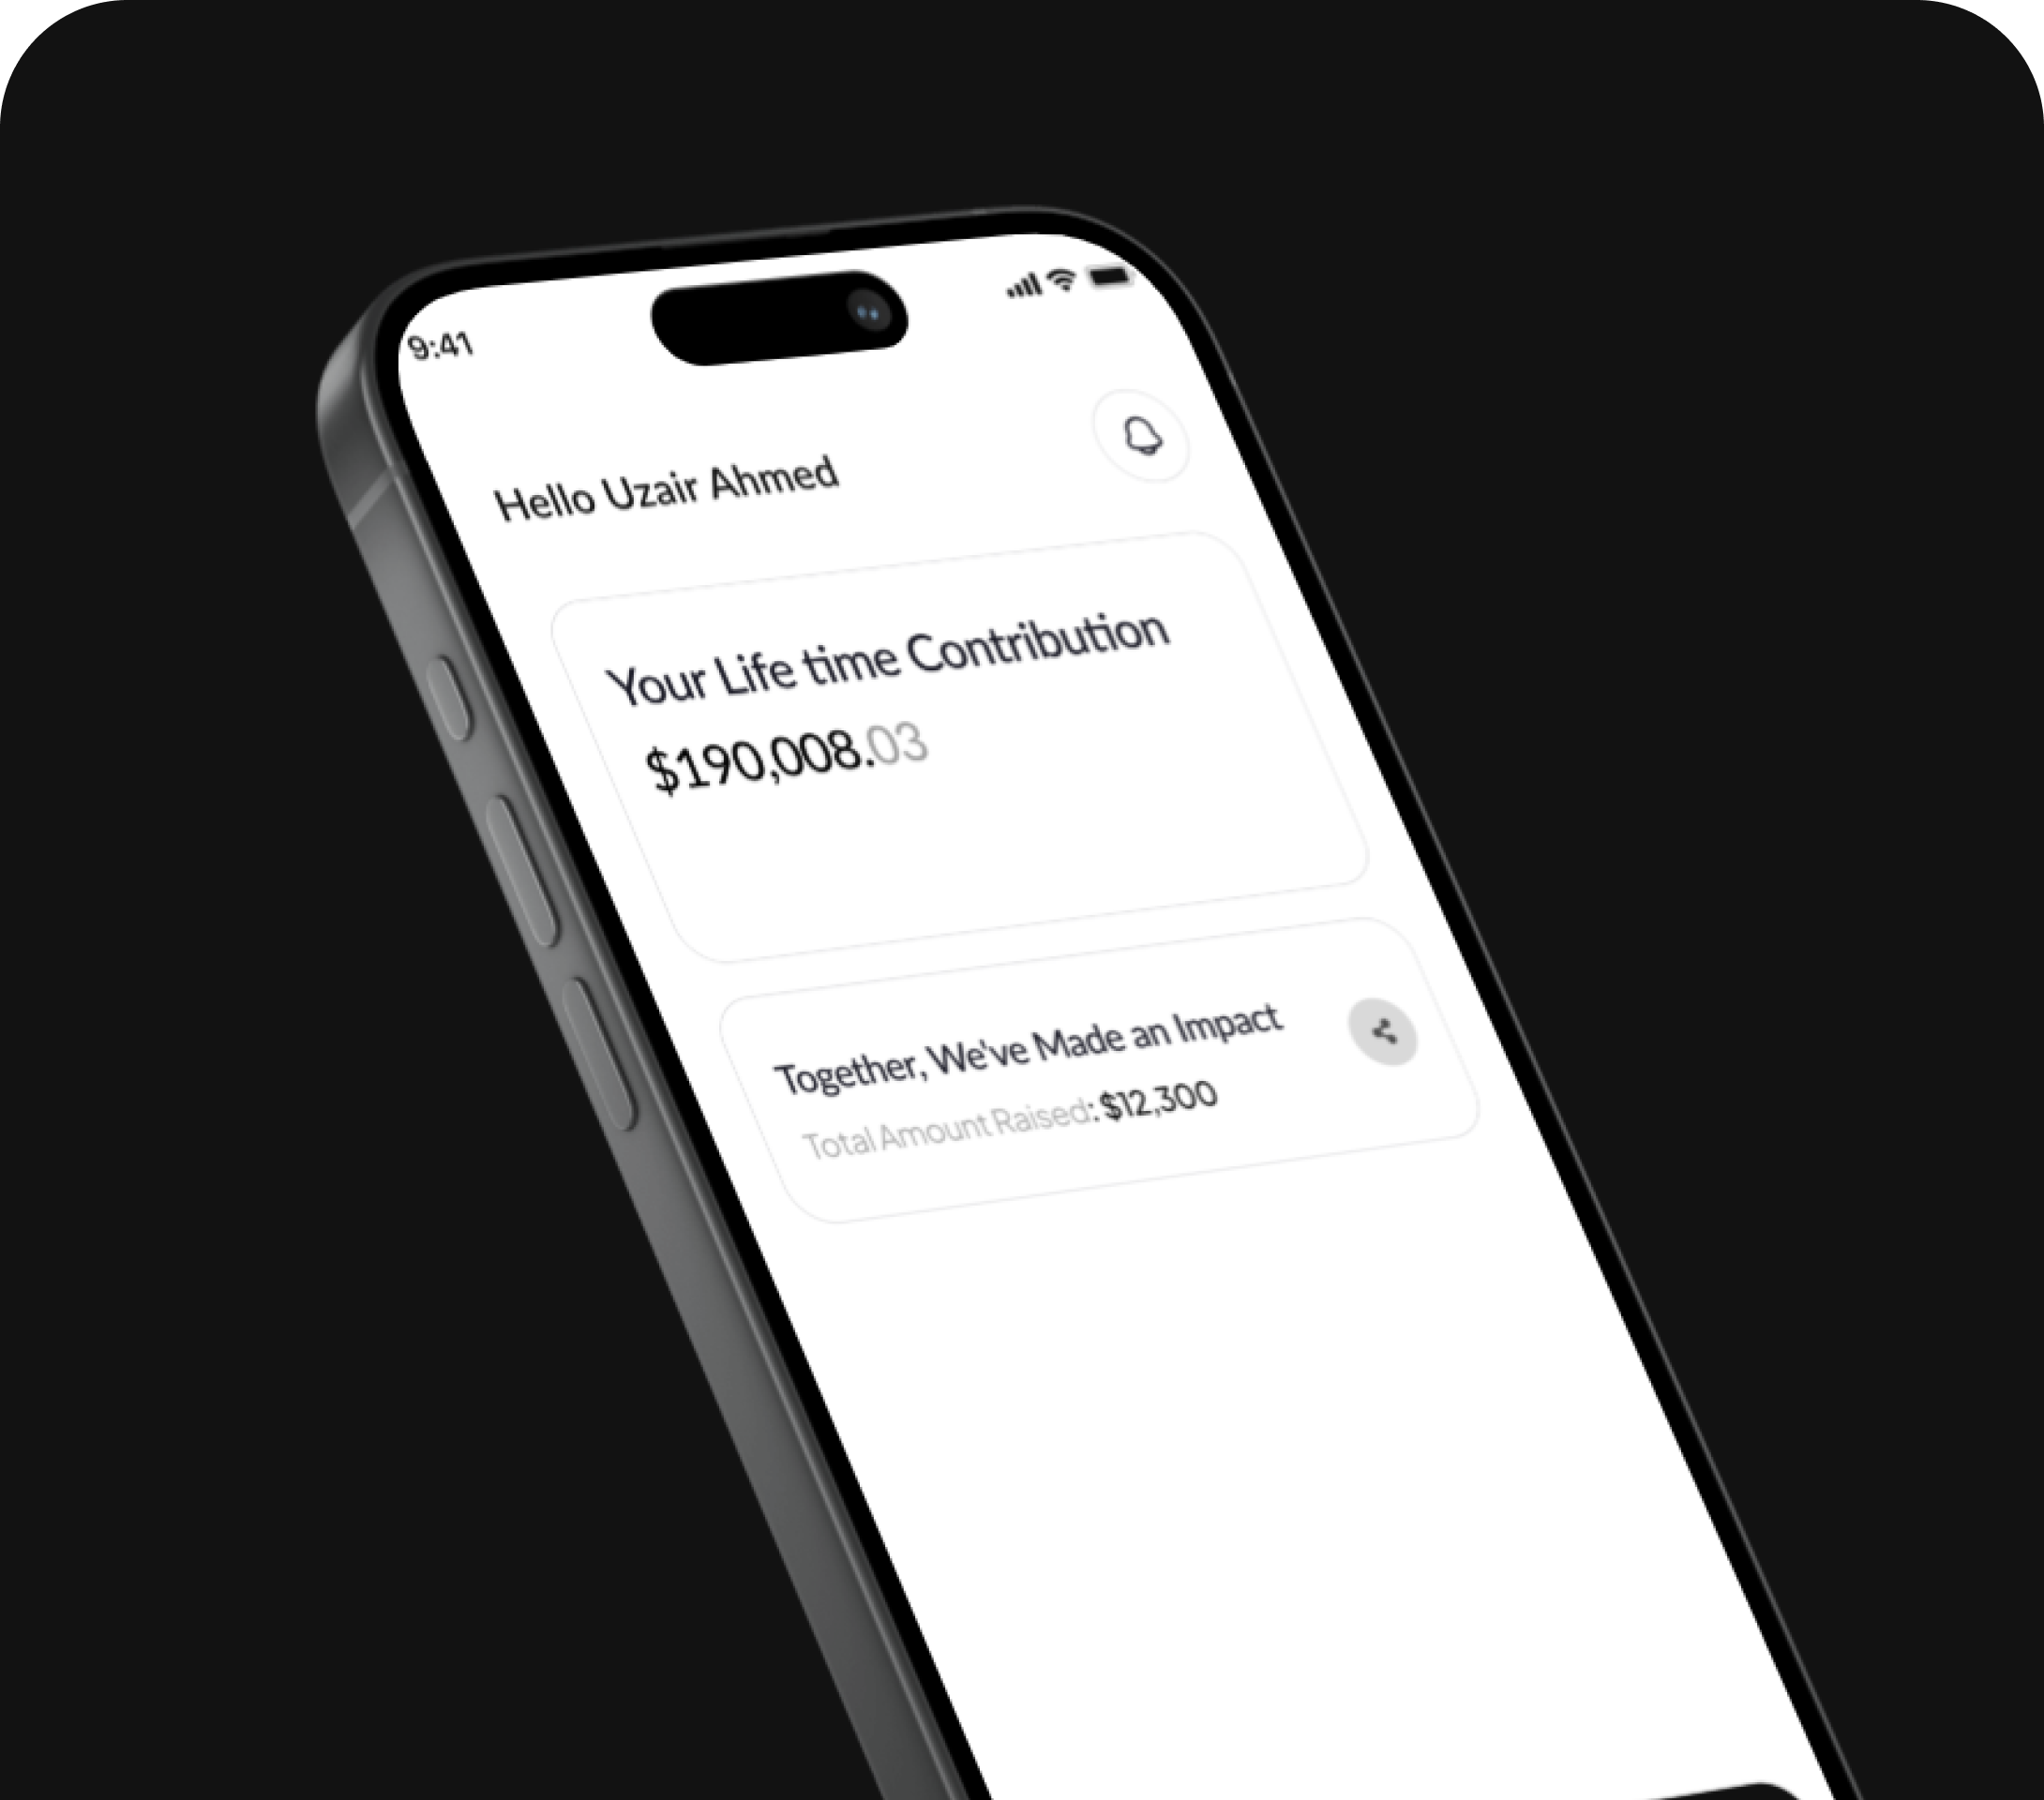 9:41
Hello Uzair Ahmed
Your Life time Contribution
$190,008.03
Together, We've Made an Impact
Total Amount Raised: $12,300